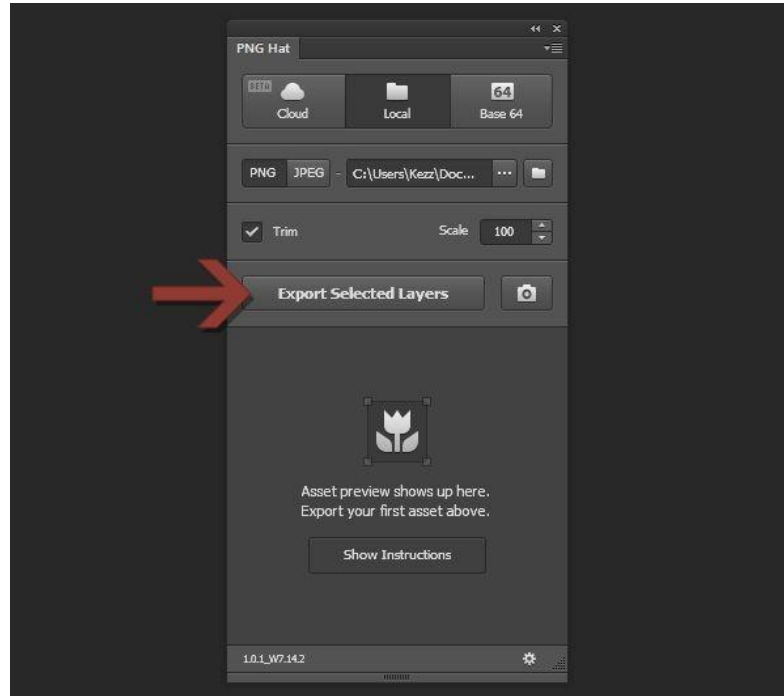 PNG Hat
BETA
Cloud
Local
64
Base 64
PNG JPEG - C:\Users\Kezz\Doc... ...
Trim Scale 100
Export Selected Layers
Asset preview shows up here.
Export your first asset above.
Show Instructions
1.0.1_W7.14.2